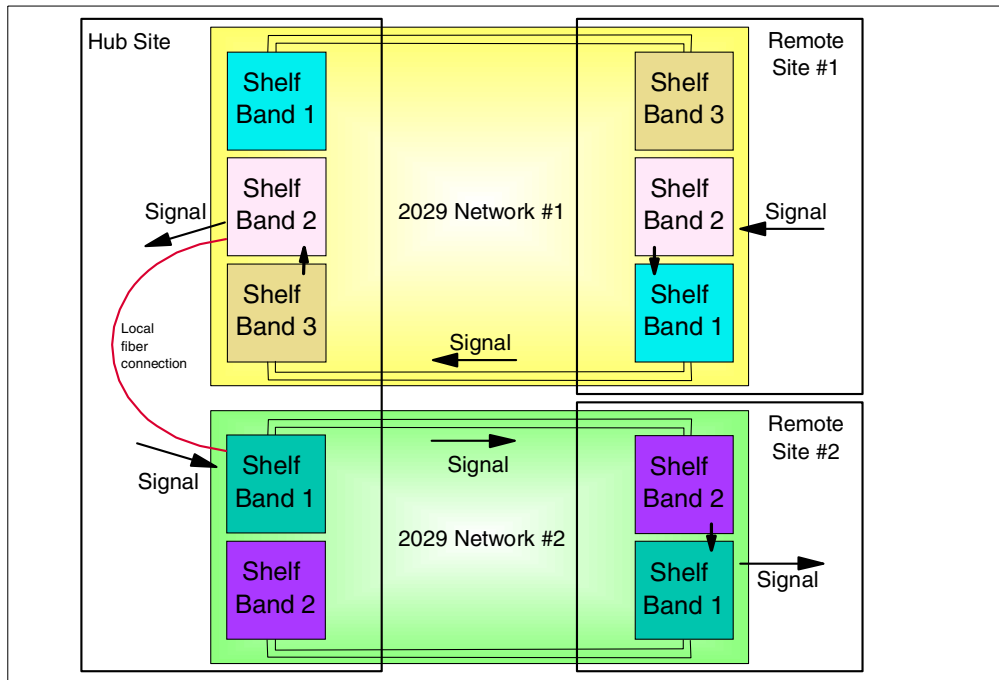 Hub Site
Remote
Site #1
Shelf
Band 1
Shelf
Band 3
Shelf
Band 2
2029 Network #1
Shelf
Band 2
Signal
Signal
Shelf
Band 3
Shelf
Band 1
Local
fiber
connection
Signal
Remote
Site #2
Signal
Shelf
Band 1
Signal
Shelf
Band 2
2029 Network #2
Shelf
Band 2
Shelf
Band 1
Signal